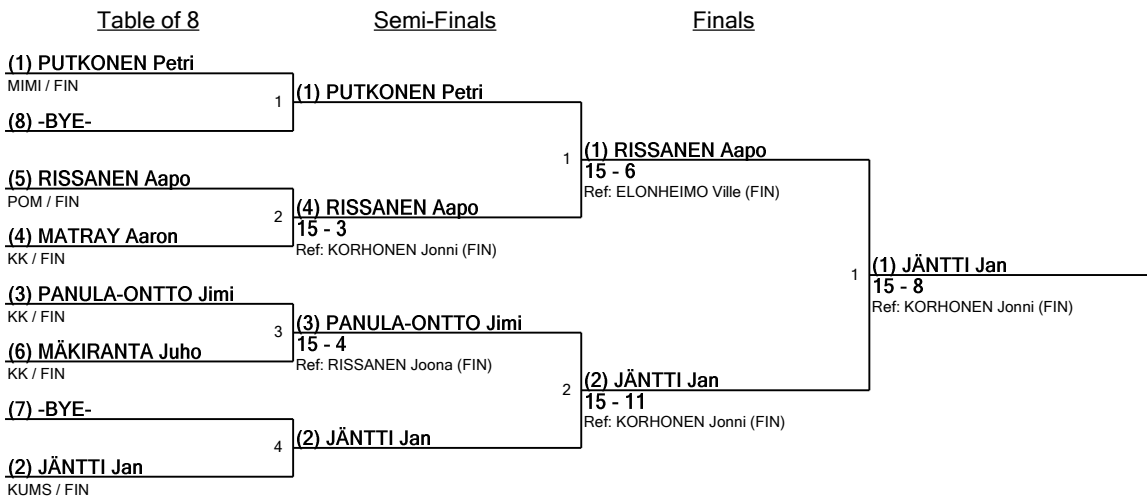 Table of 8
Semi-Finals
Finals
(1) PUTKONEN Petri
MIMI / FIN
1
(8) -BYE-
(1) PUTKONEN Petri
(5) RISSANEN Aapo
POM / FIN
2
(4) MATRAY Aaron
KK / FIN
(4) RISSANEN Aapo
15 - 3
Ref: KORHONEN Jonni (FIN)
1
(1) RISSANEN Aapo
15 - 6
Ref: ELONHEIMO Ville (FIN)
(3) PANULA-ONTTO Jimi
KK / FIN
3
(6) MÄKIRANTA Juho
KK / FIN
(3) PANULA-ONTTO Jimi
15 - 4
Ref: RISSANEN Joona (FIN)
(7) -BYE-
4
(2) JÄNTTI Jan
KUMS / FIN
(2) JÄNTTI Jan
2
(2) JÄNTTI Jan
15 - 11
Ref: KORHONEN Jonni (FIN)
1
(1) JÄNTTI Jan
15 - 8
Ref: KORHONEN Jonni (FIN)